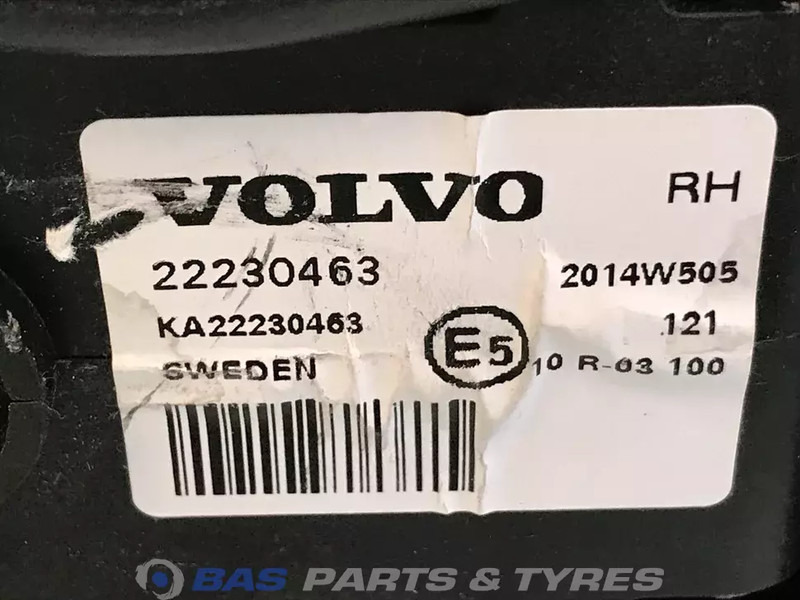 VOLVO RH
22230463 2014W505
KA22230463 121
SWEDEN E5 10 R-03 100
BAS PARTS & TYRES